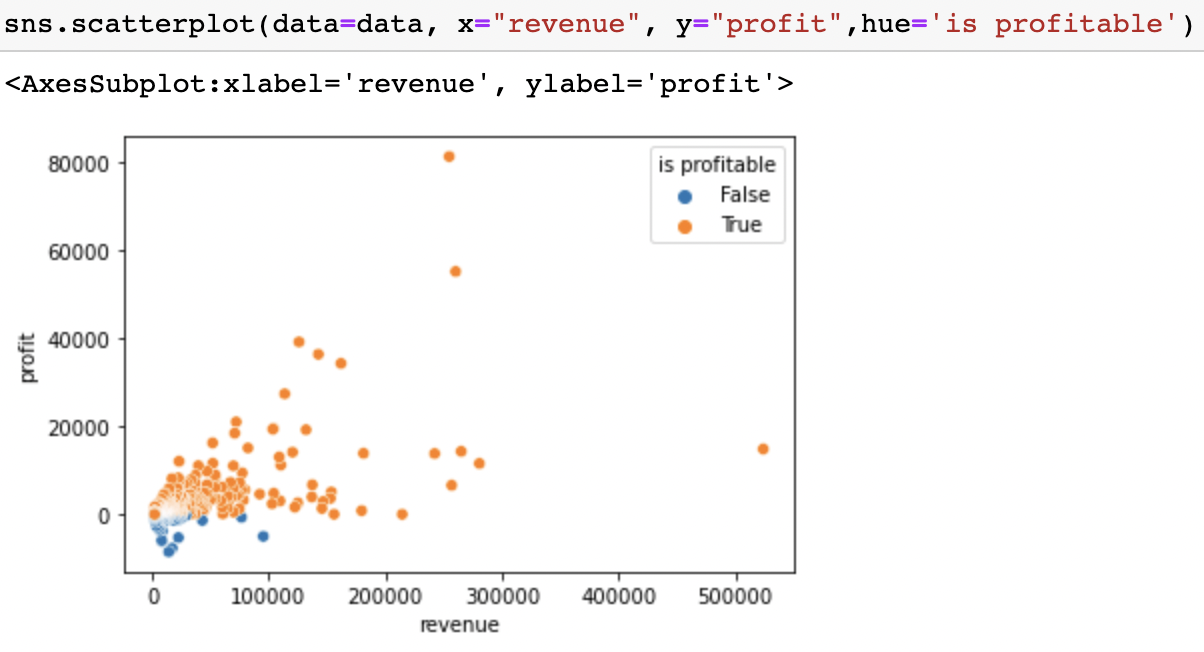 sns.scatterplot(data=data, x="revenue", y="profit",hue='is profitable')
<AxesSubplot:xlabel='revenue', ylabel='profit'>
80000
60000
40000
20000
0
profit
is profitable
False
True
0 100000 200000 300000 400000 500000
revenue